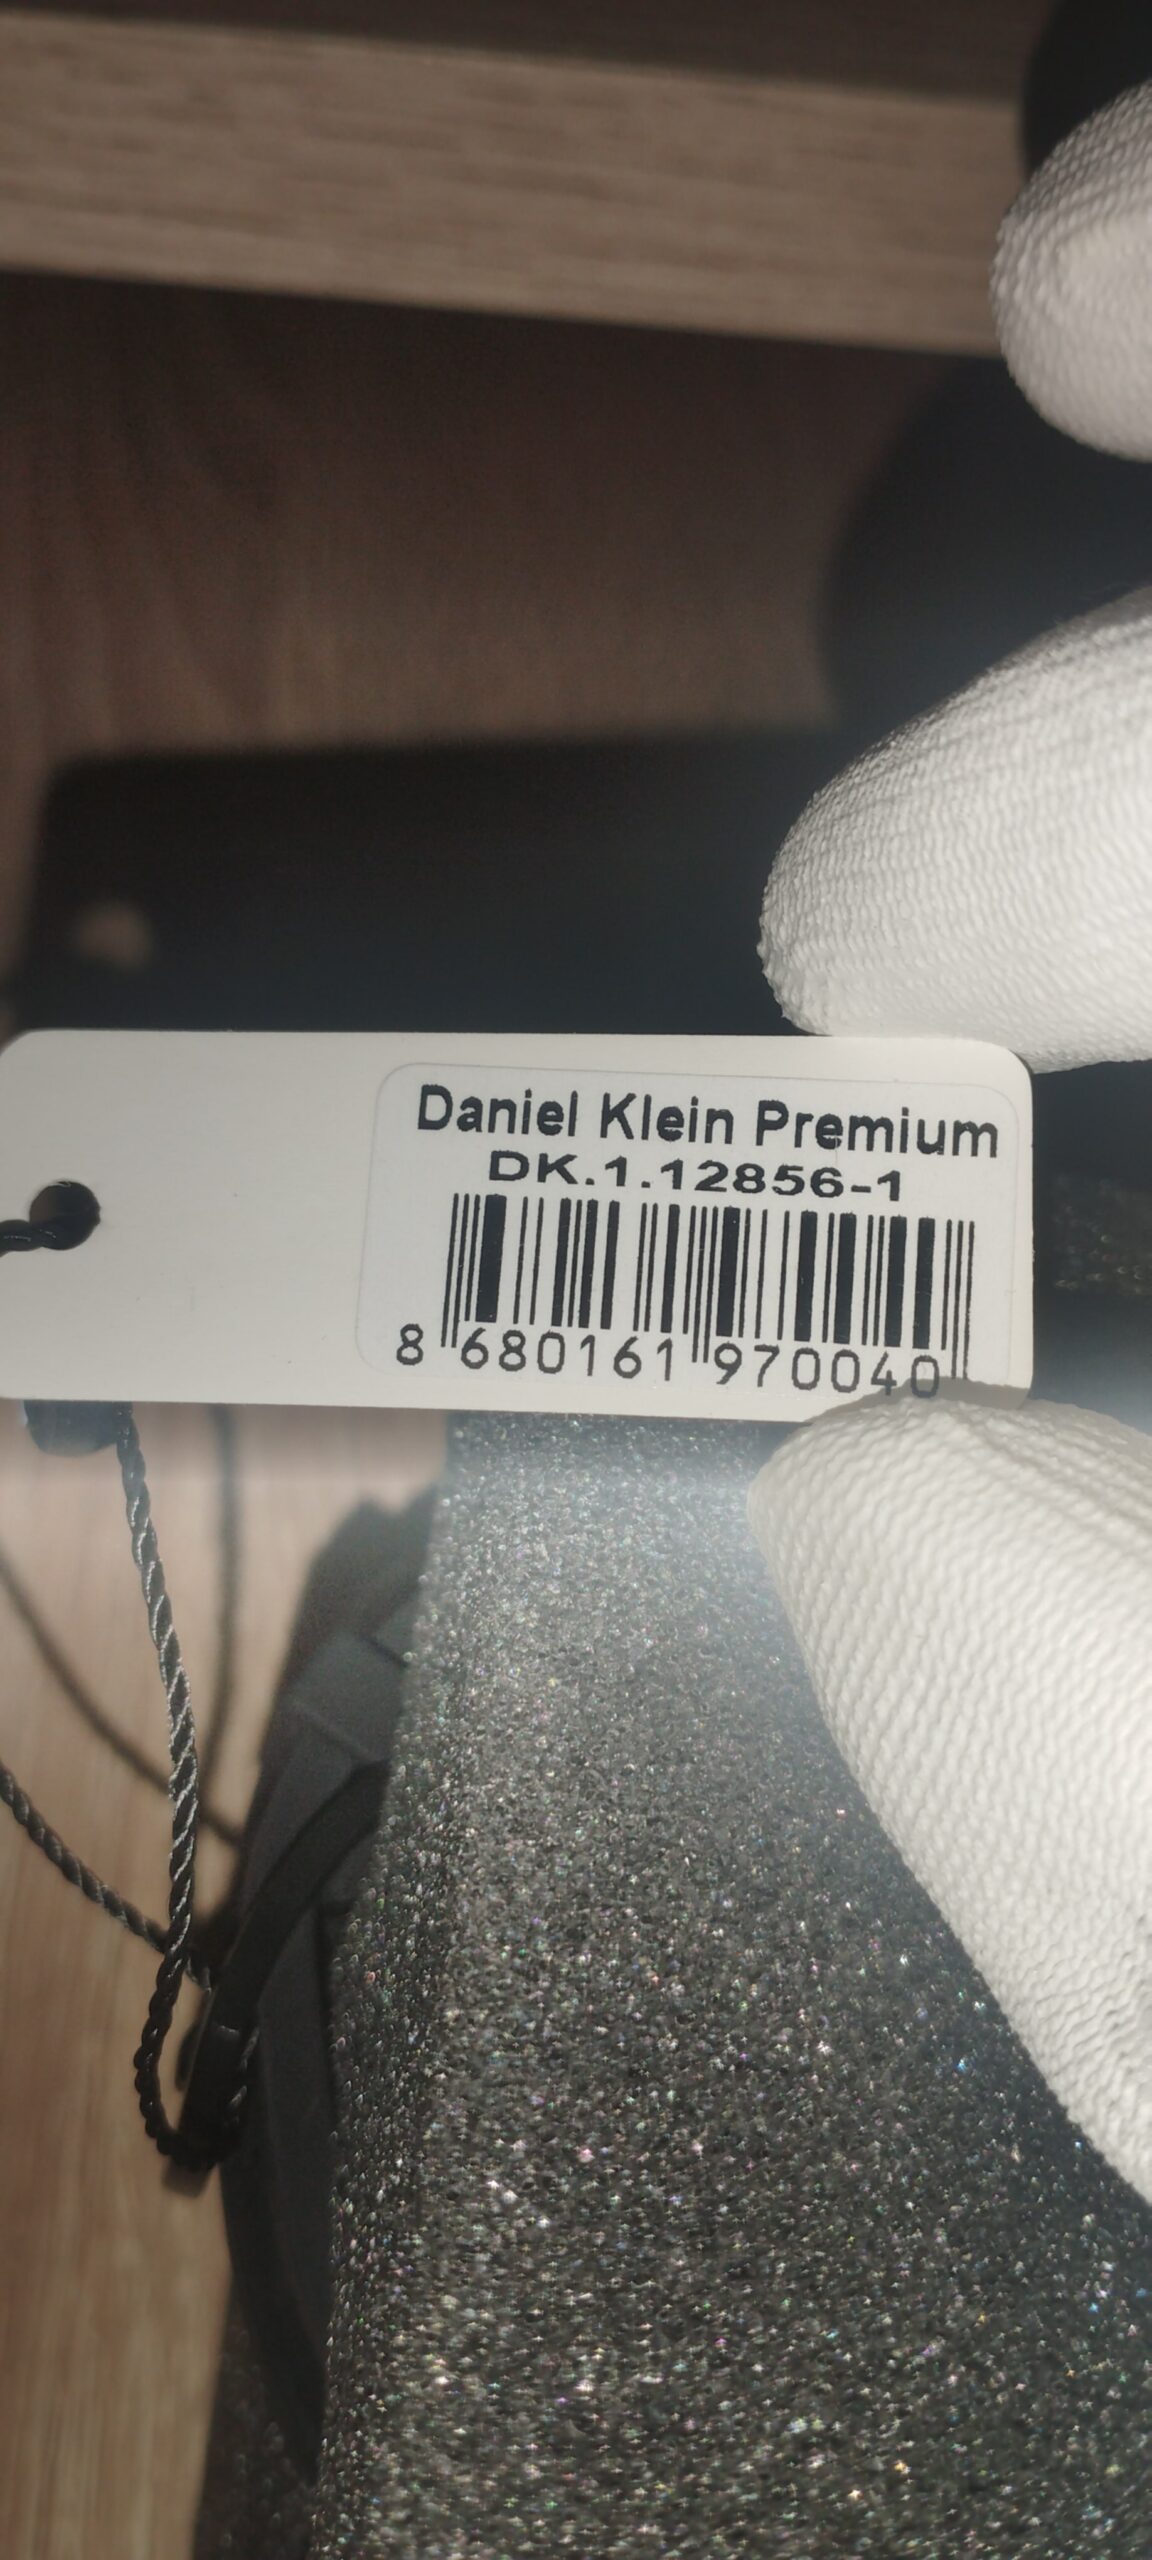 Daniel Klein Premium
DK.1.12856-1
8 680161 970040